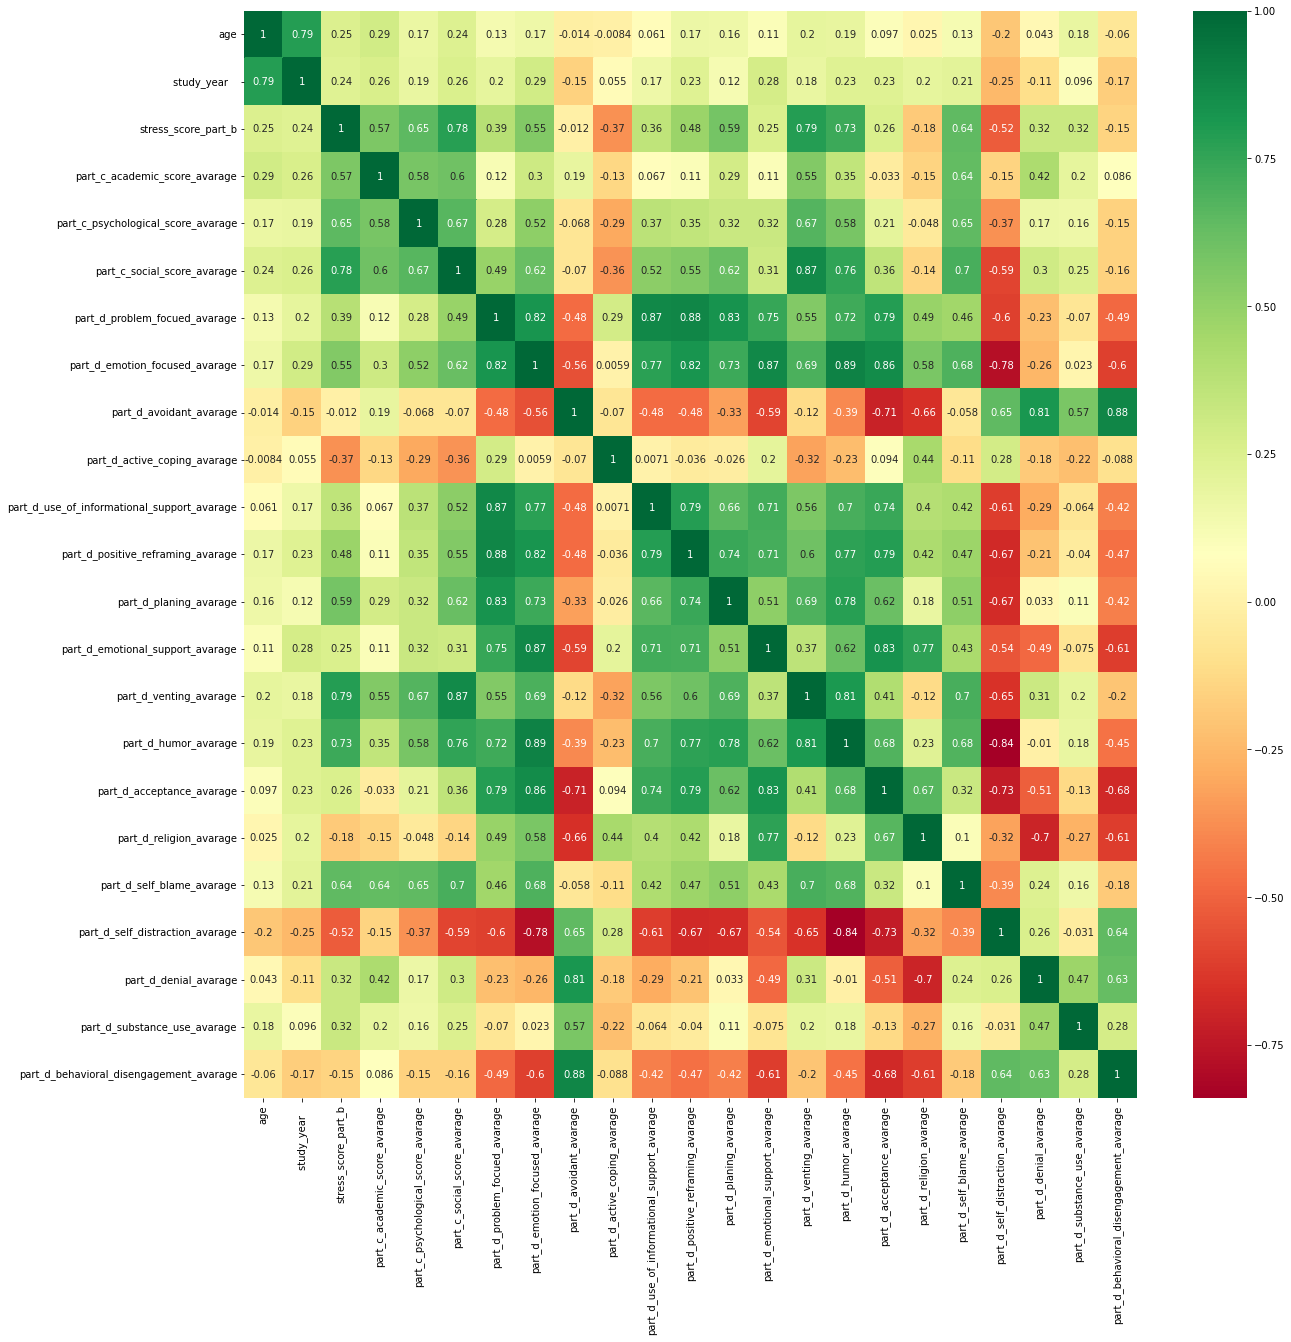 age 1 0.79 0.25 0.29 0.17 0.24 0.13 0.17 -0.014 -0.0084 0.061 0.17 0.16 0.11 0.2 0.19 0.097 0.025 0.13 -0.2 0.043 0.18 -0.06
study_year 0.79 1 0.24 0.26 0.19 0.26 0.2 0.29 -0.15 0.055 0.17 0.23 0.12 0.28 0.18 0.23 0.23 0.2 0.21 -0.25 -0.11 0.096 -0.17
stress_score_part_b 0.25 0.24 1 0.57 0.65 0.78 0.39 0.55 -0.012 -0.37 0.36 0.48 0.59 0.25 0.79 0.73 0.26 -0.18 0.64 -0.52 0.32 0.32 -0.15
part_c_academic_score_avarage 0.29 0.26 0.57 1 0.58 0.6 0.12 0.3 0.19 -0.13 0.067 0.11 0.29 0.11 0.55 0.35 -0.033 -0.15 0.64 -0.15 0.42 0.2 0.086
part_c_psychological_score_avarage 0.17 0.19 0.65 0.58 1 0.67 0.28 0.52 -0.068 -0.29 0.37 0.35 0.32 0.32 0.67 0.58 0.21 -0.048 0.65 -0.37 0.17 0.16 -0.15
part_c_social_score_avarage 0.24 0.26 0.78 0.6 0.67 1 0.49 0.62 -0.07 -0.36 0.52 0.55 0.62 0.31 0.87 0.76 0.36 -0.14 0.7 -0.59 0.3 0.25 -0.16
part_d_problem_focued_avarage 0.13 0.2 0.39 0.12 0.28 0.49 1 0.82 -0.48 0.29 0.87 0.88 0.83 0.75 0.55 0.72 0.79 0.49 0.46 -0.6 -0.23 -0.07 -0.49
part_d_emotion_focused_avarage 0.17 0.29 0.55 0.3 0.52 0.62 0.82 1 -0.56 0.0059 0.77 0.82 0.73 0.87 0.69 0.89 0.86 0.58 0.68 -0.78 -0.26 0.023 -0.6
part_d_avoidant_avarage -0.014 -0.15 -0.012 0.19 -0.068 -0.07 -0.48 -0.56 1 -0.07 -0.48 -0.48 -0.33 -0.59 -0.12 -0.39 -0.71 -0.66 -0.058 0.65 0.81 0.57 0.88
part_d_active_coping_avarage -0.0084 0.055 -0.37 -0.13 -0.29 -0.36 0.29 0.0059 -0.07 1 0.0071 -0.036 -0.026 0.2 -0.32 -0.23 0.094 0.44 -0.11 0.28 -0.18 -0.22 -0.088
part_d_use_of_informational_support_avarage 0.061 0.17 0.36 0.067 0.37 0.52 0.87 0.77 -0.48 0.0071 1 0.79 0.66 0.71 0.56 0.7 0.74 0.4 0.42 -0.61 -0.29 -0.064 -0.42
part_d_positive_reframing_avarage 0.17 0.23 0.48 0.11 0.35 0.55 0.88 0.82 -0.48 -0.036 0.79 1 0.74 0.71 0.6 0.77 0.79 0.42 0.47 -0.67 -0.21 -0.04 -0.47
part_d_planing_avarage 0.16 0.12 0.59 0.29 0.32 0.62 0.83 0.73 -0.33 -0.026 0.66 0.74 1 0.51 0.69 0.78 0.62 0.18 0.51 -0.67 0.033 0.11 -0.42
part_d_emotional_support_avarage 0.11 0.28 0.25 0.11 0.32 0.31 0.75 0.87 -0.59 0.2 0.71 0.71 0.51 1 0.37 0.62 0.83 0.77 0.43 -0.54 -0.49 -0.075 -0.61
part_d_venting_avarage 0.2 0.18 0.79 0.55 0.67 0.87 0.55 0.69 -0.12 -0.32 0.56 0.6 0.69 0.37 1 0.81 0.41 -0.12 0.7 -0.65 0.31 0.2 -0.2
part_d_humor_avarage 0.19 0.23 0.73 0.35 0.58 0.76 0.72 0.89 -0.39 -0.23 0.7 0.77 0.78 0.62 0.81 1 0.68 0.23 0.68 -0.84 -0.01 0.18 -0.45
part_d_acceptance_avarage 0.097 0.23 0.26 -0.033 0.21 0.36 0.79 0.86 -0.71 0.094 0.74 0.79 0.62 0.83 0.41 0.68 1 0.67 0.32 -0.73 -0.51 -0.13 -0.68
part_d_religion_avarage 0.025 0.2 -0.18 -0.15 -0.048 -0.14 0.49 0.58 -0.66 0.44 0.4 0.42 0.18 0.77 -0.12 0.23 0.67 1 0.1 -0.32 -0.7 -0.27 -0.61
part_d_self_blame_avarage 0.13 0.21 0.64 0.64 0.65 0.7 0.46 0.68 -0.058 -0.11 0.42 0.47 0.51 0.43 0.7 0.68 0.32 0.1 1 -0.39 0.24 0.16 -0.18
part_d_self_distraction_avarage -0.2 -0.25 -0.52 -0.15 -0.37 -0.59 -0.6 -0.78 0.65 0.28 -0.61 -0.67 -0.67 -0.54 -0.65 -0.84 -0.73 -0.32 -0.39 1 0.26 -0.031 0.64
part_d_denial_avarage 0.043 -0.11 0.32 0.42 0.17 0.3 -0.23 -0.26 0.81 -0.18 -0.29 -0.21 0.033 -0.49 0.31 -0.01 -0.51 -0.7 0.24 0.26 1 0.47 0.63
part_d_substance_use_avarage 0.18 0.096 0.32 0.2 0.16 0.25 -0.07 0.023 0.57 -0.22 -0.064 -0.04 0.11 -0.075 0.2 0.18 -0.13 -0.27 0.16 -0.031 0.47 1 0.28
part_d_behavioral_disengagement_avarage -0.06 -0.17 -0.15 0.086 -0.15 -0.16 -0.49 -0.6 0.88 -0.088 -0.42 -0.47 -0.42 -0.61 -0.2 -0.45 -0.68 -0.61 -0.18 0.64 0.63 0.28 1
age
study_year
stress_score_part_b
part_c_academic_score_avarage
part_c_psychological_score_avarage
part_c_social_score_avarage
part_d_problem_focued_avarage
part_d_emotion_focused_avarage
part_d_avoidant_avarage
part_d_active_coping_avarage
part_d_use_of_informational_support_avarage
part_d_positive_reframing_avarage
part_d_planing_avarage
part_d_emotional_support_avarage
part_d_venting_avarage
part_d_humor_avarage
part_d_acceptance_avarage
part_d_religion_avarage
part_d_self_blame_avarage
part_d_self_distraction_avarage
part_d_denial_avarage
part_d_substance_use_avarage
part_d_behavioral_disengagement_avarage
1.00
0.75
0.50
0.25
0.00
−0.25
−0.50
−0.75